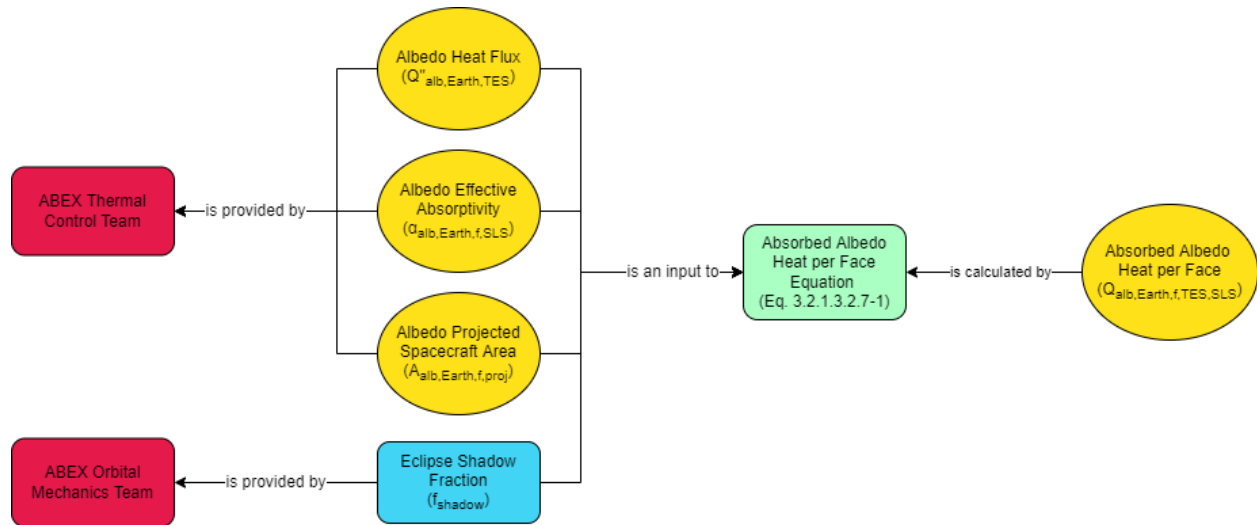 Albedo Heat Flux
(Q"alb,Earth,TES)
ABEX Thermal
Control Team
is provided by
Albedo Effective
Absorptivity
(αalb,Earth,f,SLS)
Albedo Projected
Spacecraft Area
(Aalb,Earth,f,proj)
is an input to
Absorbed Albedo
Heat per Face
Equation
(Eq. 3.2.1.3.2.7-1)
is calculated by
Absorbed Albedo
Heat per Face
(Qalb,Earth,f,TES,SLS)
ABEX Orbital
Mechanics Team
is provided by
Eclipse Shadow
Fraction
(fshadow)